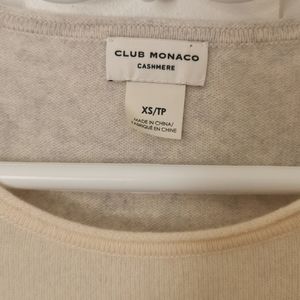 CLUB MONACO
CASHMERE
XS/TP
MADE IN CHINA/
FABRIQUÉ EN CHINE